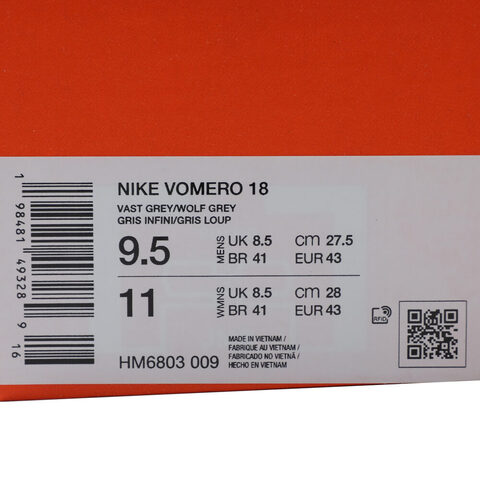 NIKE VOMERO 18
VAST GREY/WOLF GREY
GRIS INFINI/GRIS LOUP
9.5 MENS UK 8.5 CM 27.5
BR 41 EUR 43
11 WMNS UK 8.5 CM 28
BR 41 EUR 43
HM6803 009
MADE IN VIETNAM /
FABRIQUE AU VIETNAM /
FABRICADO NO VIETNÃ /
HECHO EN VIETNAM
RFID
1 98481 49328 9 16